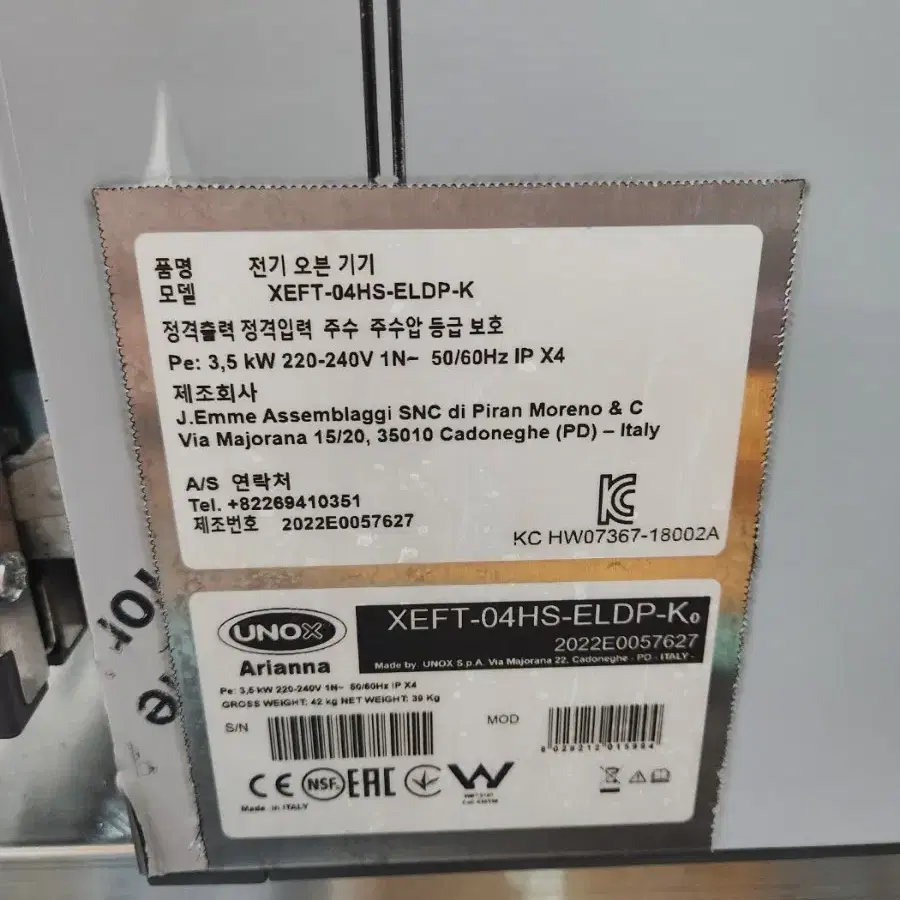 품명 전기 오븐 기기
모델 XEFT-04HS-ELDP-K
정격출력 정격입력 주수 주수압 등급 보호
Pe: 3,5 kW 220-240V 1N~ 50/60Hz IP X4
제조회사
J.Emme Assemblaggi SNC di Piran Moreno & C
Via Majorana 15/20, 35010 Cadoneghe (PD) – Italy
A/S 연락처
Tel. +82269410351
제조번호 2022E0057627
KC HW07367-18002A
UNOX
Arianna
XEFT-04HS-ELDP-K0
2022E0057627
Made by: UNOX S.p.A. Via Majorana 22, Cadoneghe - PD - ITALY -
Pe: 3,5 kW 220-240V 1N~ 50/60Hz IP X4
GROSS WEIGHT: 42 kg NET WEIGHT: 39 Kg
S/N
MOD
CE NSF. EAC
Made in ITALY